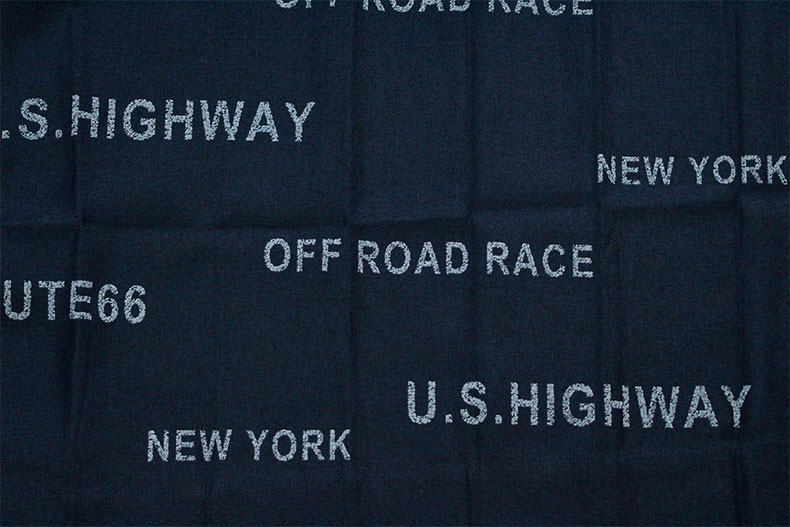 OFF ROAD RACE
.S.HIGHWAY
NEW YORK
OFF ROAD RACE
UTE66
U.S.HIGHWAY
NEW YORK